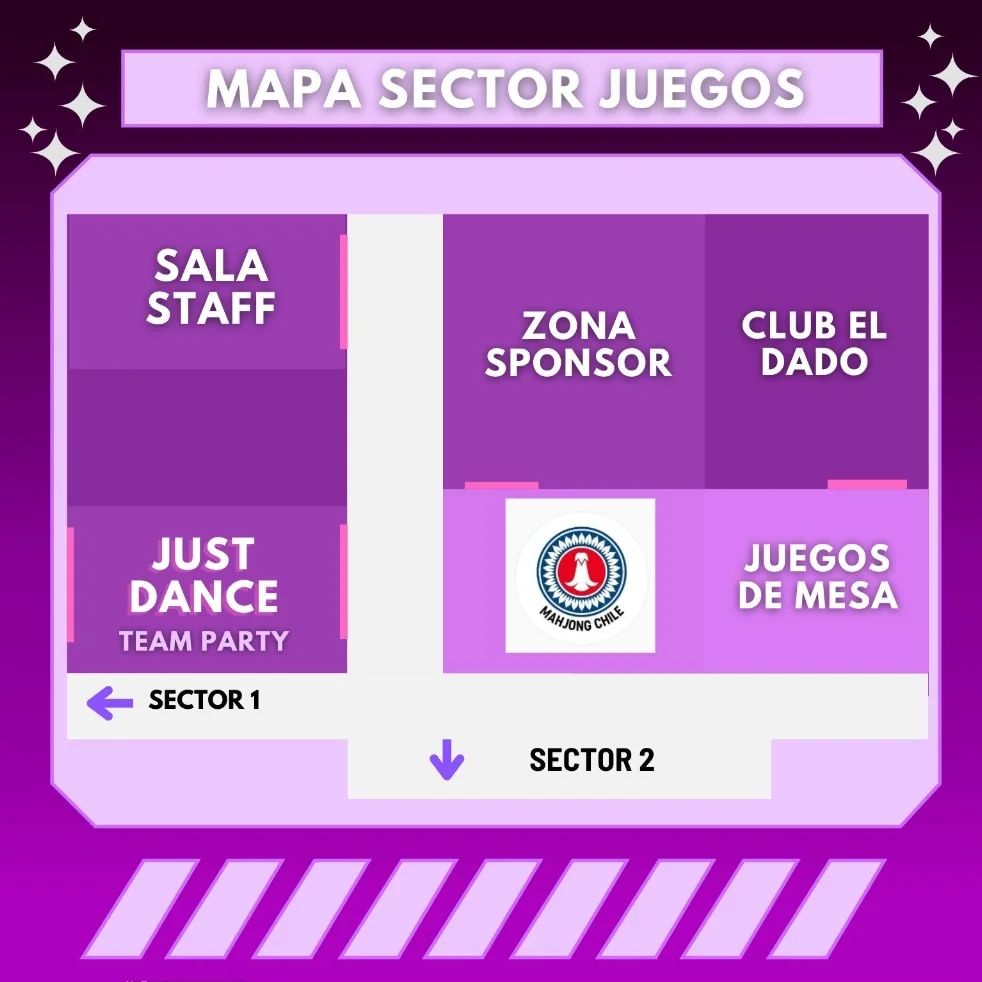 MAPA SECTOR JUEGOS
SALA
STAFF
ZONA
SPONSOR
CLUB EL
DADO
JUST
DANCE
TEAM PARTY
MAHJONG CHILE
JUEGOS
DE MESA
SECTOR 1
SECTOR 2